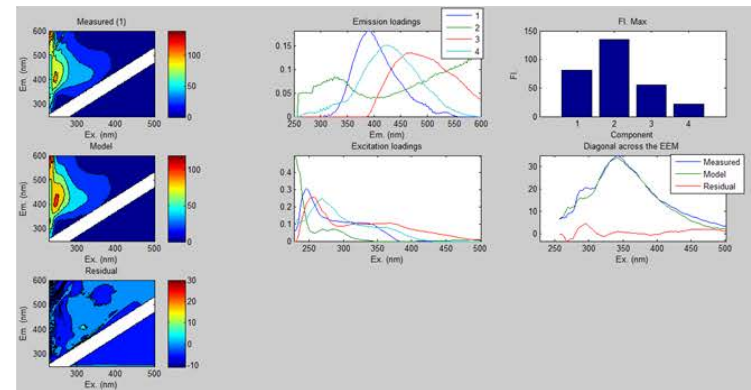 Measured (1)
600
500
400
300
300 400 500
Em. (nm)
Ex. (nm)
100
50
0
Emission loadings
0.15
0.1
0.05
0
250 300 350 400 450 500 550 600
Em. (nm)
1
2
3
4
Fl. Max
150
100
50
0
Fl.
1 2 3 4
Component
Model
600
500
400
300
300 400 500
Em. (nm)
Ex. (nm)
100
50
0
Excitation loadings
0.4
0.3
0.2
0.1
0
250 300 350 400 450 500
Ex. (nm)
Diagonal across the EEM
30
20
10
0
250 300 350 400 450 500
Ex. (nm)
Measured
Model
Residual
Residual
600
500
400
300
300 400 500
Em. (nm)
Ex. (nm)
30
20
10
0
-10